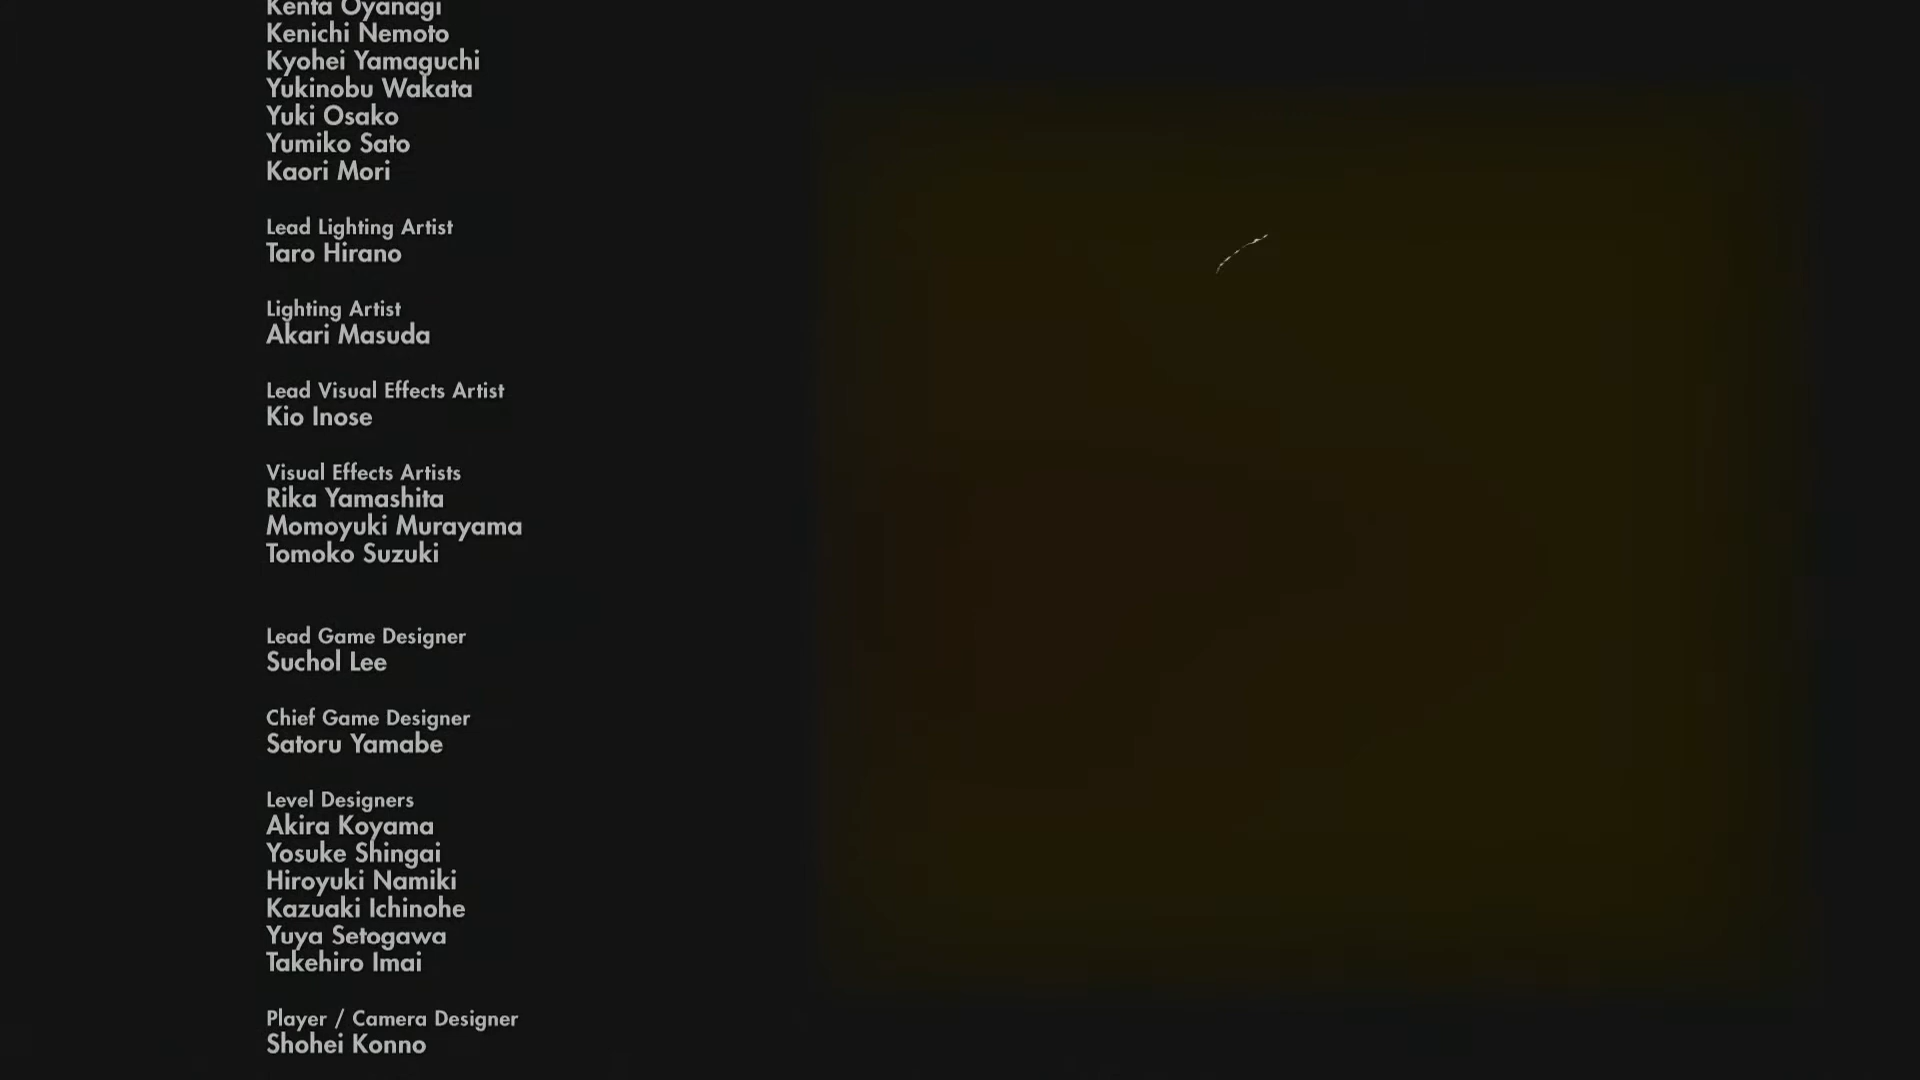 Kenta Oyanagi
Kenichi Nemoto
Kyohei Yamaguchi
Yukinobu Wakata
Yuki Osako
Yumiko Sato
Kaori Mori
Lead Lighting Artist
Taro Hirano
Lighting Artist
Akari Masuda
Lead Visual Effects Artist
Kio Inose
Visual Effects Artists
Rika Yamashita
Momoyuki Murayama
Tomoko Suzuki
Lead Game Designer
Suchol Lee
Chief Game Designer
Satoru Yamabe
Level Designers
Akira Koyama
Yosuke Shingai
Hiroyuki Namiki
Kazuaki Ichinohe
Yuya Setogawa
Takehiro Imai
Player / Camera Designer
Shohei Konno